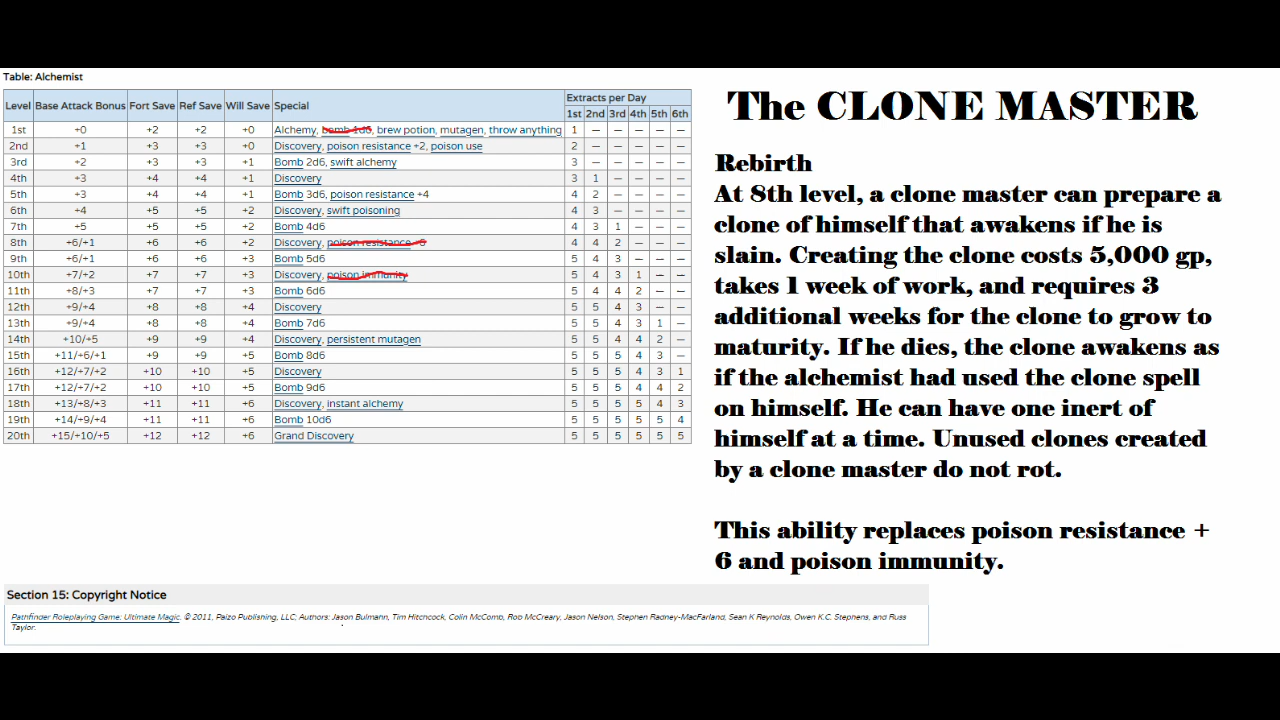 Table: Alchemist
Level Base Attack Bonus Fort Save Ref Save Will Save Special Extracts per Day
1st 2nd 3rd 4th 5th 6th
1st +0 +2 +2 +0 Alchemy, bomb 1d6, brew potion, mutagen, throw anything 1 — — — — —
2nd +1 +3 +3 +0 Discovery, poison resistance +2, poison use 2 — — — — —
3rd +2 +3 +3 +1 Bomb 2d6, swift alchemy 3 — — — — —
4th +3 +4 +4 +1 Discovery 3 1 — — — —
5th +3 +4 +4 +1 Bomb 3d6, poison resistance +4 4 2 — — — —
6th +4 +5 +5 +2 Discovery, swift poisoning 4 3 — — — —
7th +5 +5 +5 +2 Bomb 4d6 4 3 1 — — —
8th +6/+1 +6 +6 +2 Discovery, poison resistance +6 4 4 2 — — —
9th +6/+1 +6 +6 +3 Bomb 5d6 5 4 3 — — —
10th +7/+2 +7 +7 +3 Discovery, poison immunity 5 4 3 1 — —
11th +8/+3 +7 +7 +3 Bomb 6d6 5 4 4 2 — —
12th +9/+4 +8 +8 +4 Discovery 5 5 4 3 — —
13th +9/+4 +8 +8 +4 Bomb 7d6 5 5 4 3 1 —
14th +10/+5 +9 +9 +4 Discovery, persistent mutagen 5 5 4 4 2 —
15th +11/+6/+1 +9 +9 +5 Bomb 8d6 5 5 5 4 3 —
16th +12/+7/+2 +10 +10 +5 Discovery 5 5 5 4 3 1
17th +12/+7/+2 +10 +10 +5 Bomb 9d6 5 5 5 4 4 2
18th +13/+8/+3 +11 +11 +6 Discovery, instant alchemy 5 5 5 5 4 3
19th +14/+9/+4 +11 +11 +6 Bomb 10d6 5 5 5 5 5 4
20th +15/+10/+5 +12 +12 +6 Grand Discovery 5 5 5 5 5 5
The CLONE MASTER
Rebirth
At 8th level, a clone master can prepare a
clone of himself that awakens if he is
slain. Creating the clone costs 5,000 gp,
takes 1 week of work, and requires 3
additional weeks for the clone to grow to
maturity. If he dies, the clone awakens as
if the alchemist had used the clone spell
on himself. He can have one inert of
himself at a time. Unused clones created
by a clone master do not rot.
This ability replaces poison resistance +
6 and poison immunity.
Section 15: Copyright Notice
Pathfinder Roleplaying Game: Ultimate Magic. © 2011, Paizo Publishing, LLC; Authors: Jason Bulmann, Tim Hitchcock, Colin McComb, Rob McCreary, Jason Nelson, Stephen Radney-MacFarland, Sean K Reynolds, Owen K.C. Stephens, and Russ
Taylor.